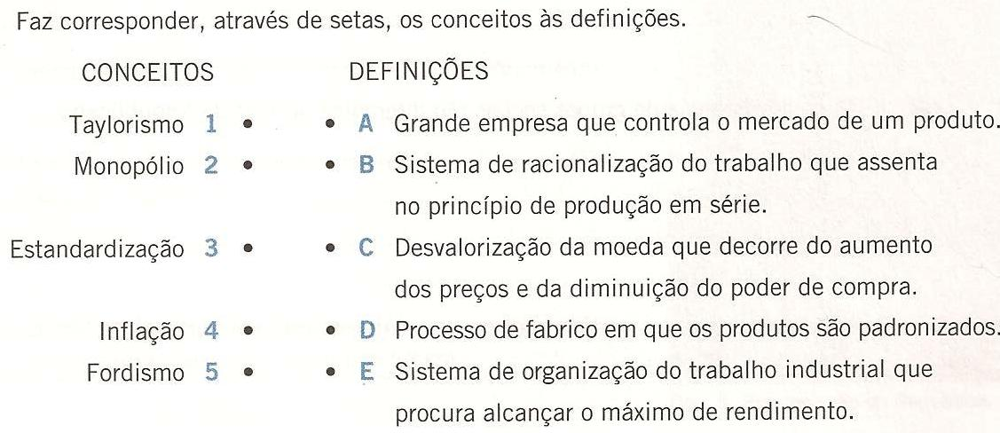 Faz corresponder, através de setas, os conceitos às definições.
CONCEITOS DEFINIÇÕES
Taylorismo 1 • • A Grande empresa que controla o mercado de um produto.
Monopólio 2 • • B Sistema de racionalização do trabalho que assenta
no princípio de produção em série.
Estandardização 3 • • C Desvalorização da moeda que decorre do aumento
dos preços e da diminuição do poder de compra.
Inflação 4 • • D Processo de fabrico em que os produtos são padronizados.
Fordismo 5 • • E Sistema de organização do trabalho industrial que
procura alcançar o máximo de rendimento.